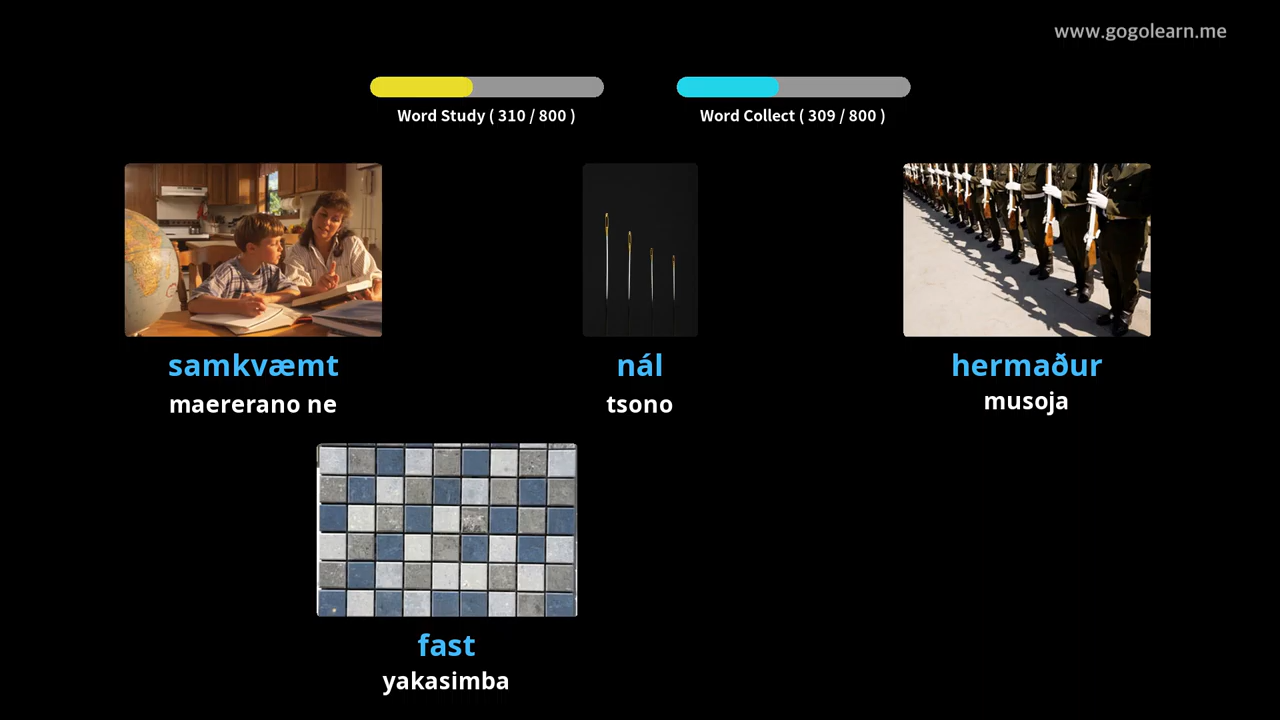 www.gogolearn.me
Word Study ( 310 / 800 )
Word Collect ( 309 / 800 )
samkvæmt
maererano ne
nál
tsono
hermaður
musoja
fast
yakasimba